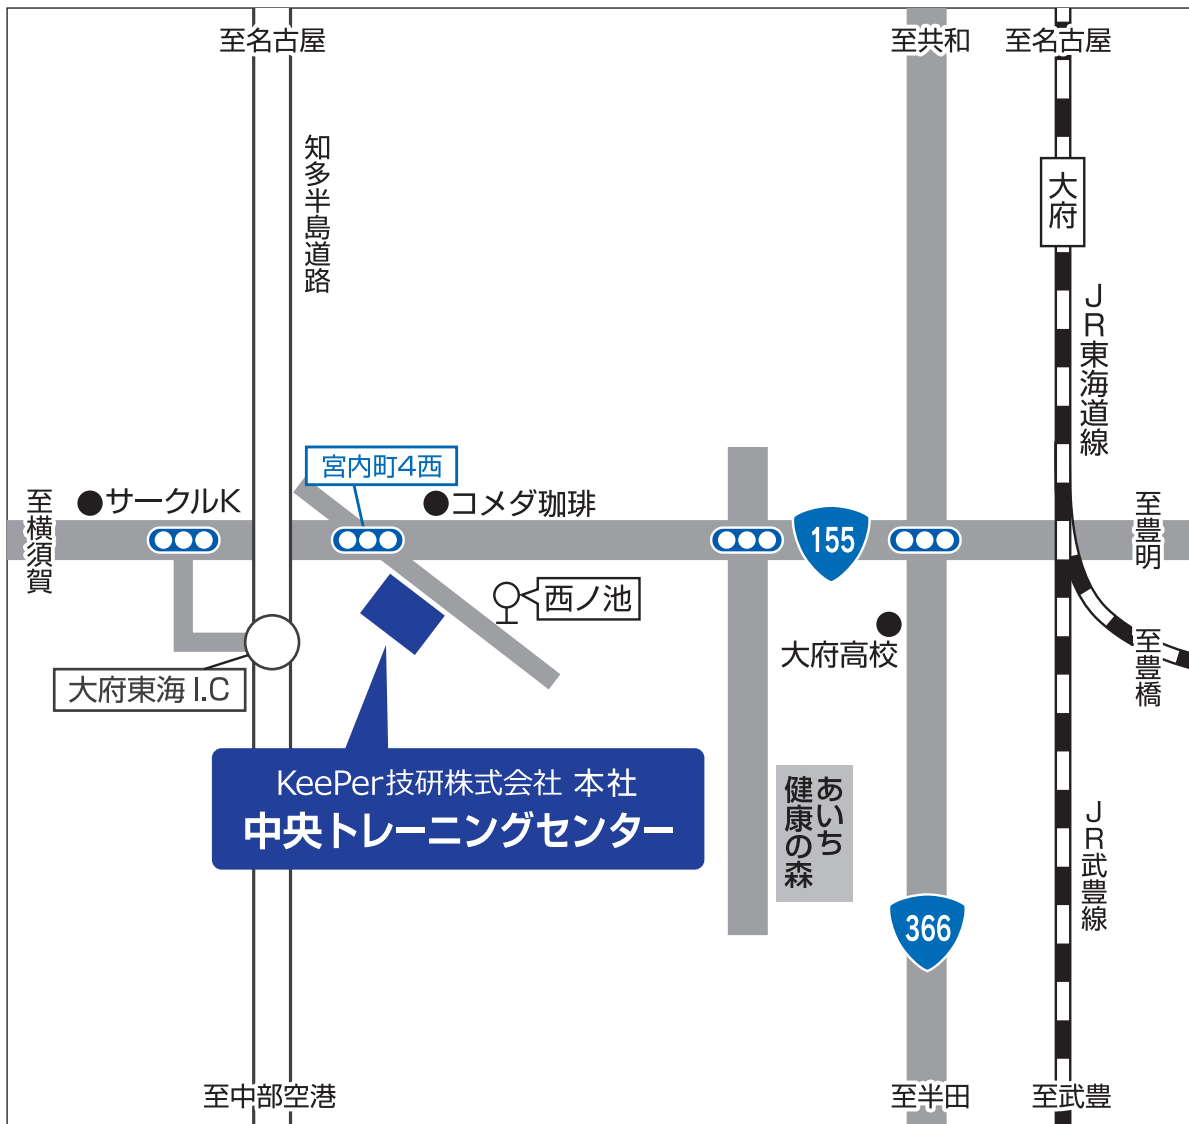 至名古屋
至共和
至名古屋
知多半島道路
大府
JR東海道線
宮内町4西
至横須賀
サークルK
コメダ珈琲
155
至豊明
西ノ池
大府高校
至豊橋
大府東海 I.C
KeePer技研株式会社 本社
中央トレーニングセンター
あいち
健康の森
JR武豊線
366
至中部空港
至半田
至武豊